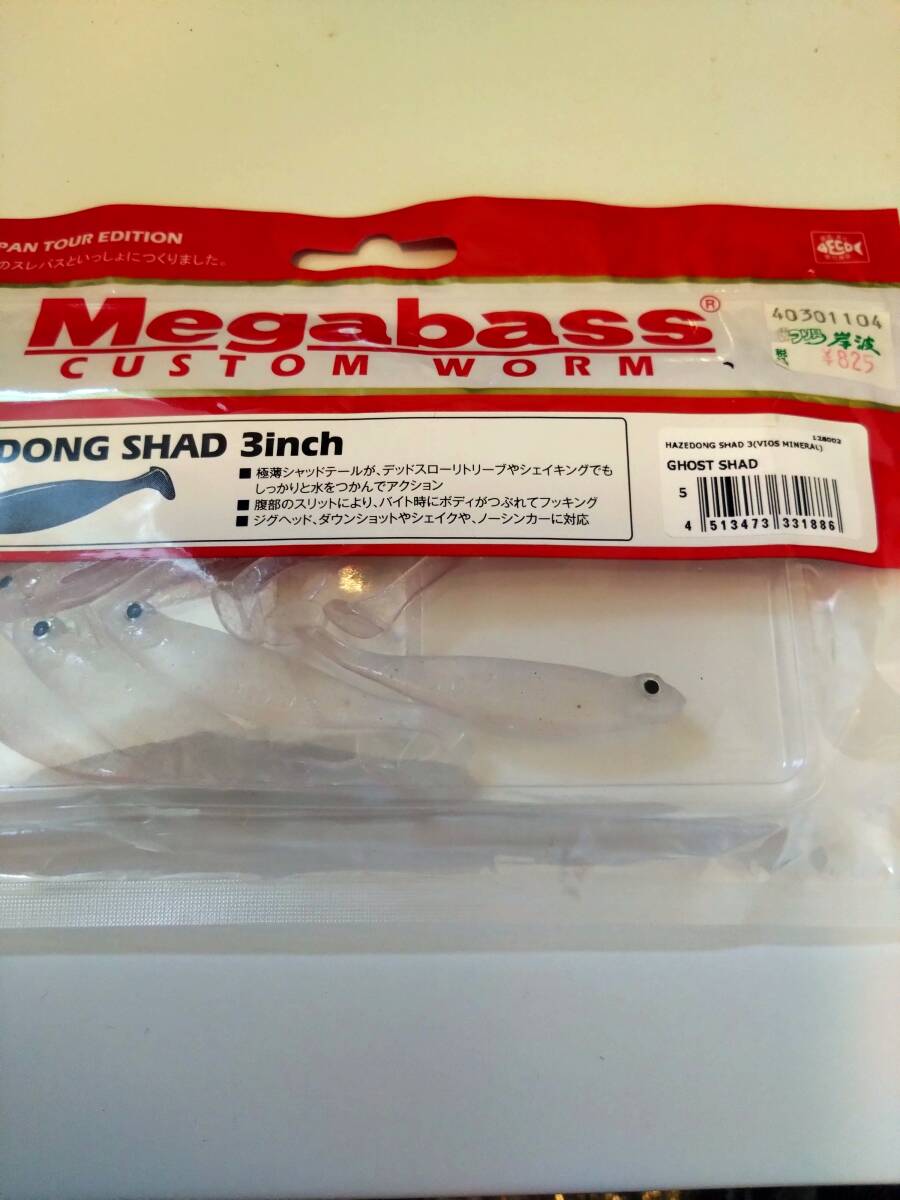 PAN TOUR EDITION
のスレバスといっしょにつくりました。
Megabass®
CUSTOM WORM
40301104
岸波
¥825
DONG SHAD 3inch
■ 極薄シャッドテールが、デッドスローリトリーブやシェイキングでも
しっかりと水をつかんでアクション
■ 腹部のスリットにより、バイト時にボディがつぶれてフッキング
■ ジグヘッド、ダウンショットやシェイクや、ノーシンカーに対応
128002
HAZEDONG SHAD 3(VIOS MINERAL)
GHOST SHAD
5
4 513473 331886